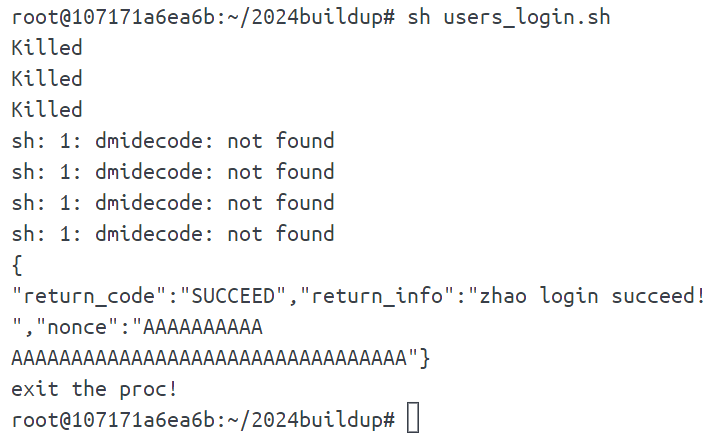 root@107171a6ea6b:~/2024buildup# sh users_login.sh
Killed
Killed
Killed
sh: 1: dmidecode: not found
sh: 1: dmidecode: not found
sh: 1: dmidecode: not found
sh: 1: dmidecode: not found
{
"return_code":"SUCCEED","return_info":"zhao login succeed!
","nonce":"AAAAAAAAAA
AAAAAAAAAAAAAAAAAAAAAAAAAAAAAAAAA"}
exit the proc!
root@107171a6ea6b:~/2024buildup#